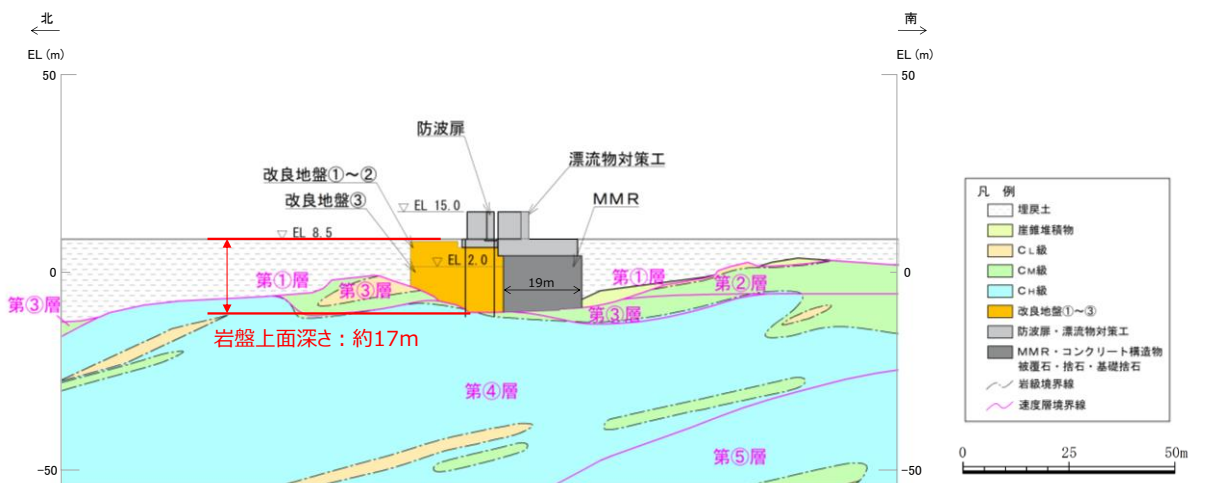 北
南
EL (m)
EL (m)
50
50
防波扉
漂流物対策工
改良地盤①～②
改良地盤③
MMR
▽ EL 15.0
▽ EL 8.5
▽ EL 2.0
0
0
19m
第①層
第①層
第②層
第③層
第③層
第③層
岩盤上面深さ：約17m
第④層
第⑤層
-50
-50
凡 例
埋戻土
崖錐堆積物
CL級
CM級
CH級
改良地盤①～③
防波扉・漂流物対策工
MMR・コンクリート構造物
被覆石・捨石・基礎捨石
岩級境界線
速度層境界線
0 25 50m